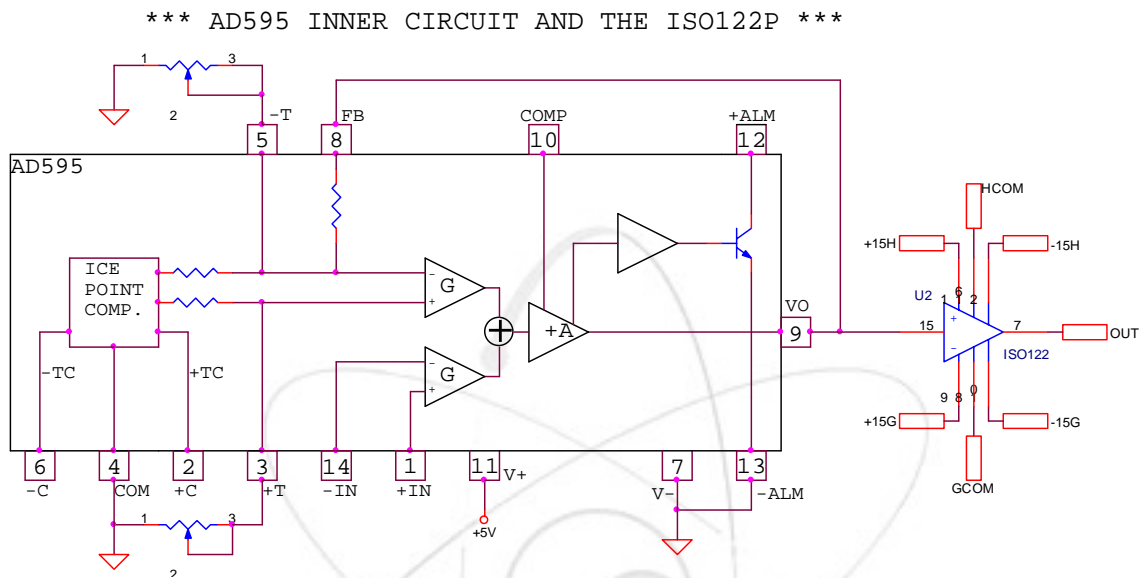 *** AD595 INNER CIRCUIT AND THE ISO122P ***
1 3
2
-T FB COMP +ALM
5 8 10 12
AD595
HCOM
+15H -15H
ICE
POINT
COMP.
-
+
G
+A
VO
9
U2
1 6 2
15
+
-
7
OUT
ISO122
-TC +TC
-
+
G
9 8 0
+15G -15G
6 4 2 3 14 1 11 7 13
-C COM +C +T -IN +IN V+ V- -ALM
GCOM
1 3
2
+5V